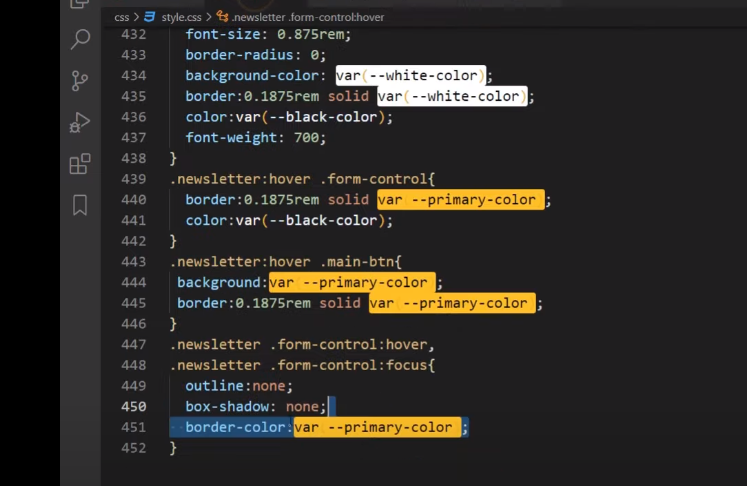 css > style.css > .newsletter .form-control:hover
432 font-size: 0.875rem;
433 border-radius: 0;
434 background-color: var(--white-color);
435 border:0.1875rem solid var(--white-color);
436 color:var(--black-color);
437 font-weight: 700;
438 }
439 .newsletter:hover .form-control{
440 border:0.1875rem solid var(--primary-color);
441 color:var(--black-color);
442 }
443 .newsletter:hover .main-btn{
444 background:var(--primary-color);
445 border:0.1875rem solid var(--primary-color);
446 }
447 .newsletter .form-control:hover,
448 .newsletter .form-control:focus{
449 outline:none;
450 box-shadow: none;
451 border-color:var(--primary-color);
452 }